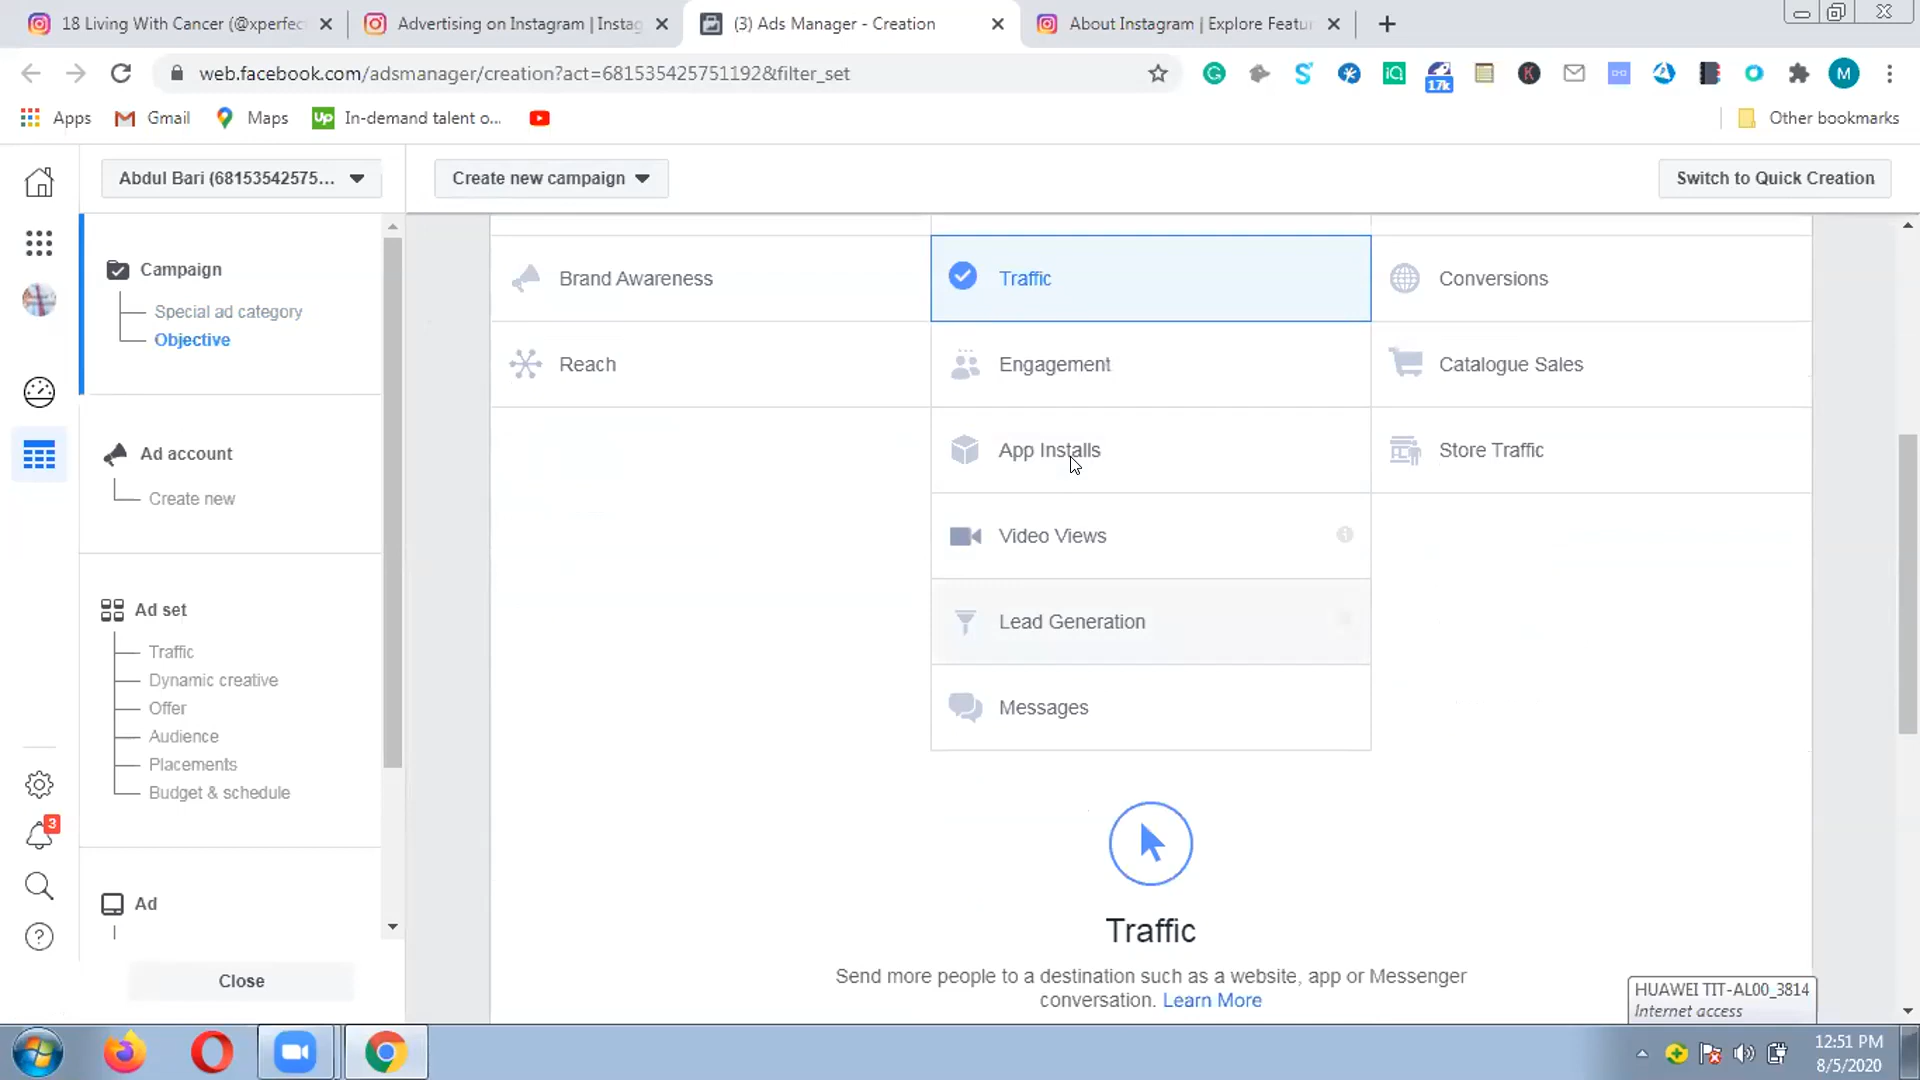 18 Living With Cancer (@xperfec
Advertising on Instagram | Instag
(3) Ads Manager - Creation
About Instagram | Explore Featur
web.facebook.com/adsmanager/creation?act=681535425751192&filter_set
1.7k
M
Apps
Gmail
Maps
Up
In-demand talent o...
Other bookmarks
Abdul Bari (68153542575...
Create new campaign
Switch to Quick Creation
Campaign
Special ad category
Objective
Ad account
Create new
Ad set
Traffic
Dynamic creative
Offer
Audience
Placements
Budget & schedule
Ad
Close
3
Brand Awareness
Traffic
Conversions
Reach
Engagement
Catalogue Sales
App Installs
Store Traffic
Video Views
Lead Generation
Messages
Traffic
Send more people to a destination such as a website, app or Messenger
conversation. Learn More
HUAWEI TIT-AL00_3814
Internet access
12:51 PM
8/5/2020